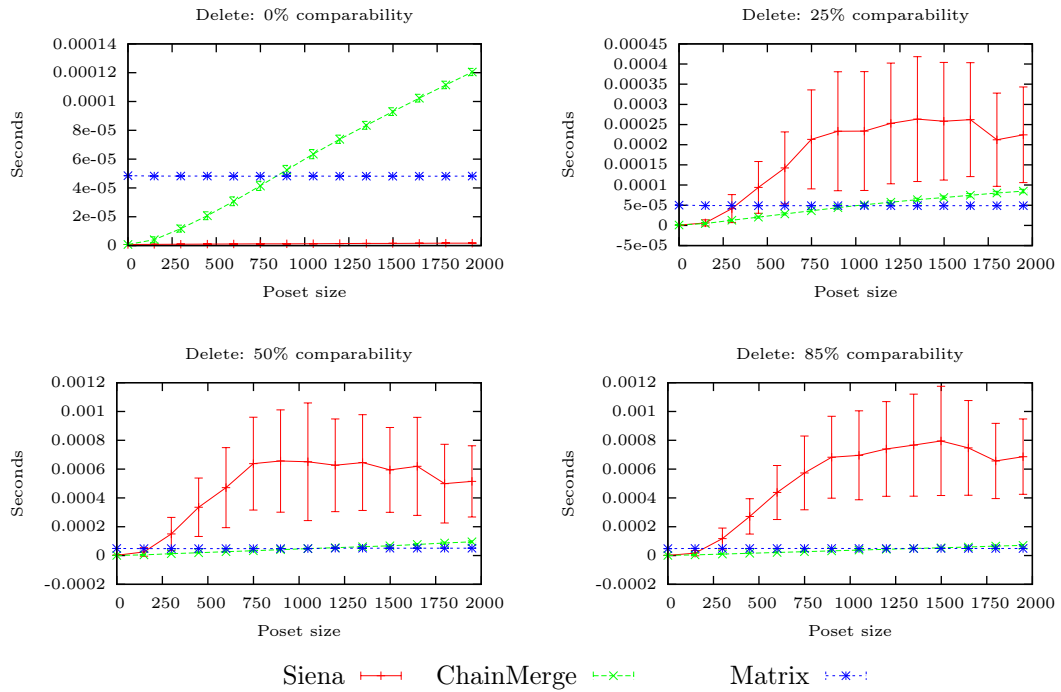 Delete: 0% comparability
0.00014
0.00012
0.0001
8e-05
6e-05
4e-05
2e-05
0
Seconds
0 250 500 750 1000 1250 1500 1750 2000
Poset size
Delete: 25% comparability
0.00045
0.0004
0.00035
0.0003
0.00025
0.0002
0.00015
0.0001
5e-05
0
-5e-05
Seconds
0 250 500 750 1000 1250 1500 1750 2000
Poset size
Delete: 50% comparability
0.0012
0.001
0.0008
0.0006
0.0004
0.0002
0
-0.0002
Seconds
0 250 500 750 1000 1250 1500 1750 2000
Poset size
Delete: 85% comparability
0.0012
0.001
0.0008
0.0006
0.0004
0.0002
0
-0.0002
Seconds
0 250 500 750 1000 1250 1500 1750 2000
Poset size
Siena ChainMerge Matrix